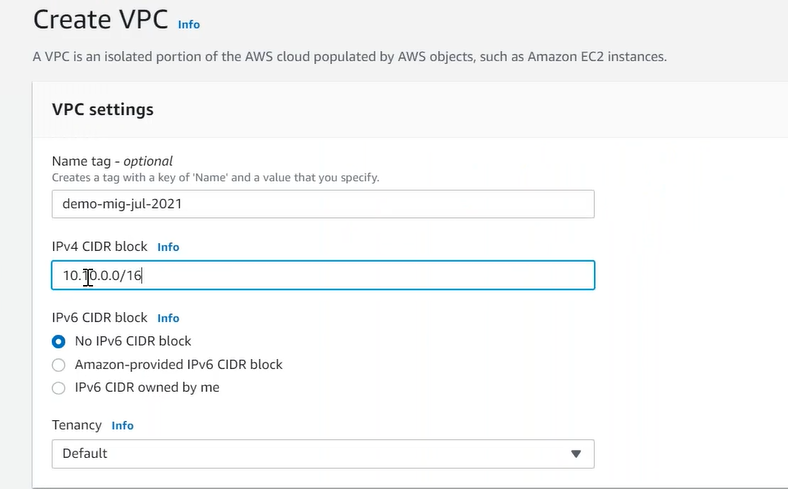 Create VPC Info
A VPC is an isolated portion of the AWS cloud populated by AWS objects, such as Amazon EC2 instances.
VPC settings
Name tag - optional
Creates a tag with a key of 'Name' and a value that you specify.
demo-mig-jul-2021
IPv4 CIDR block Info
10.10.0.0/16
IPv6 CIDR block Info
No IPv6 CIDR block
Amazon-provided IPv6 CIDR block
IPv6 CIDR owned by me
Tenancy Info
Default